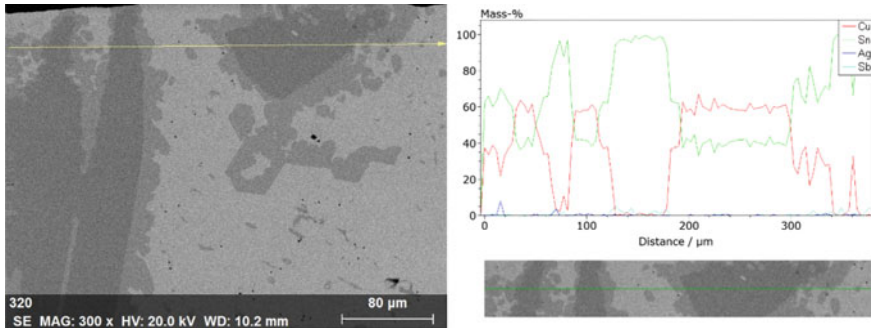 320
80 µm
SE MAG: 300 x HV: 20.0 kV WD: 10.2 mm
Mass-%
100
80
60
40
20
0
0 100 200 300
Distance / µm
Cu
Sn
Ag
Sb